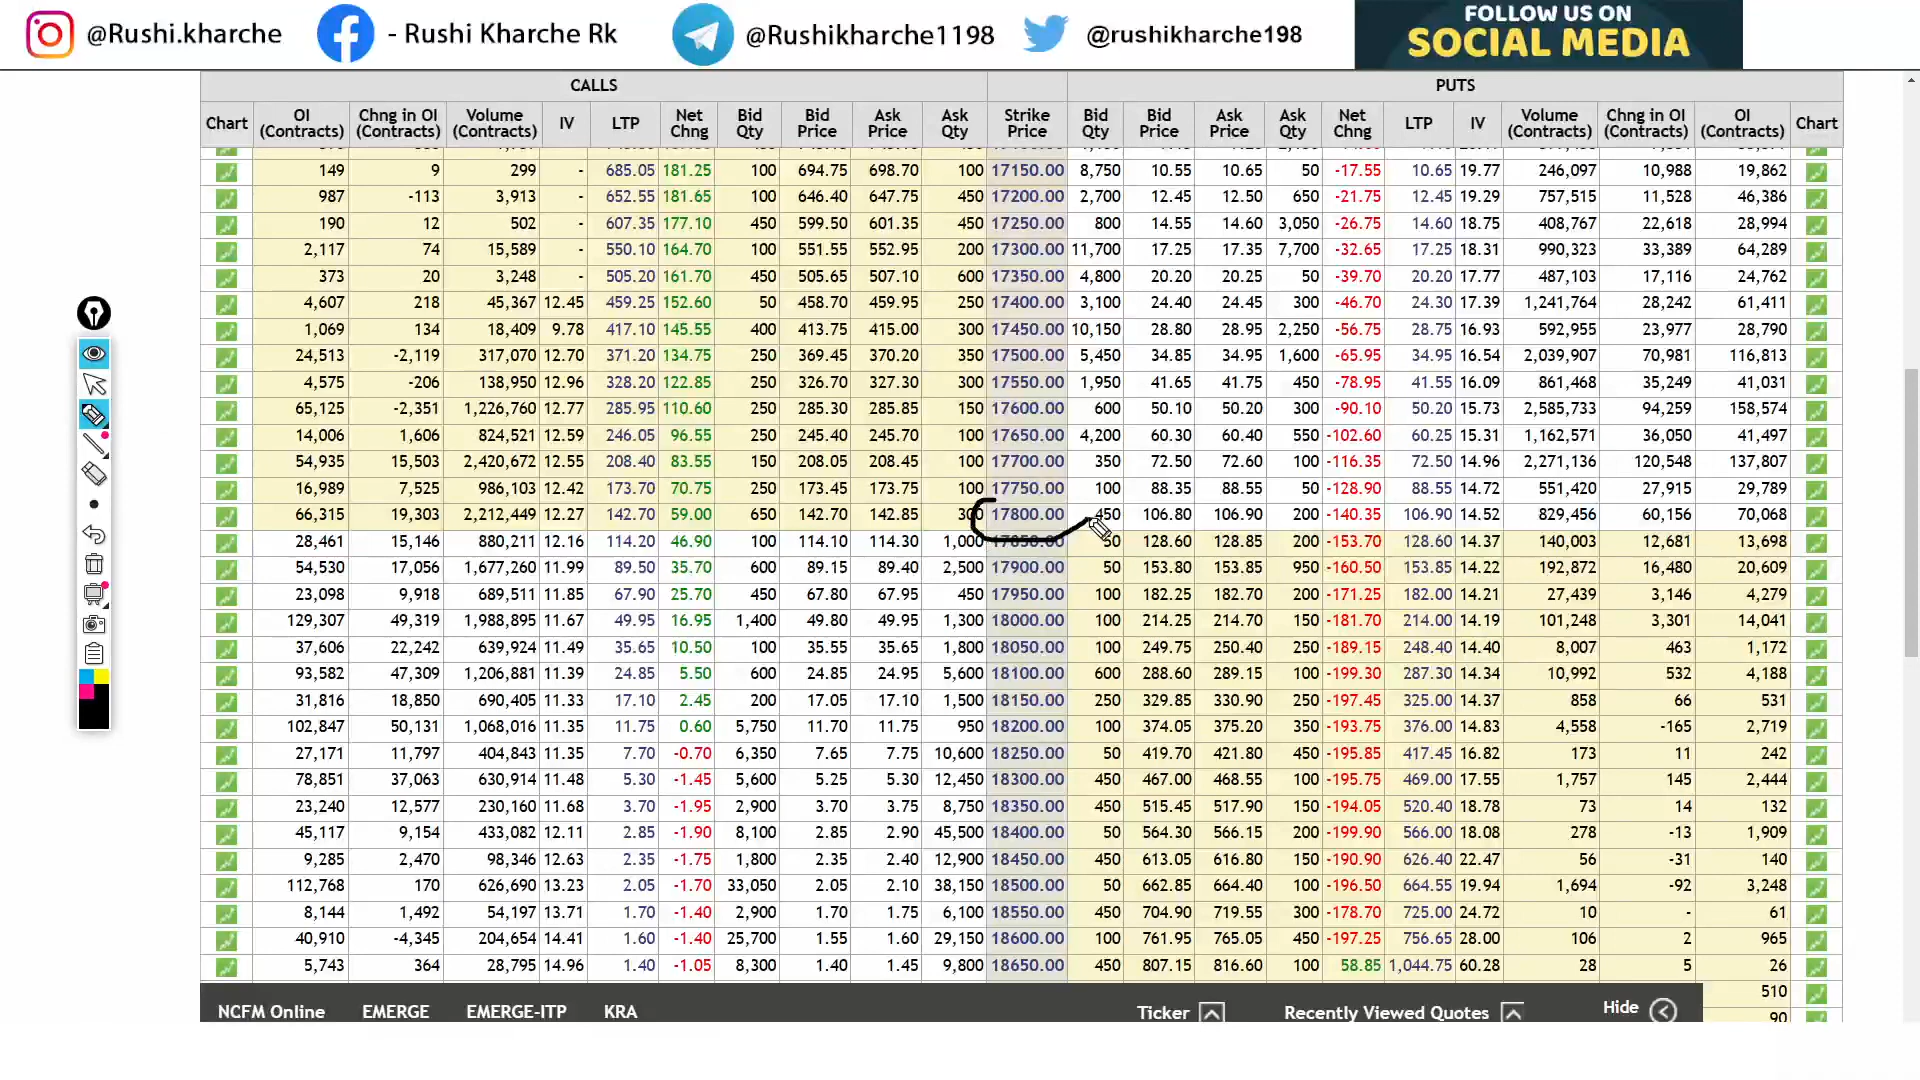 @Rushi.kharche - Rushi Kharche Rk @Rushikharche1198 @rushikharche198 FOLLOW US ON
SOCIAL MEDIA
CALLS PUTS
Chart OI (Contracts) Chng in OI (Contracts) Volume (Contracts) IV LTP Net Chng Bid Qty Bid Price Ask Price Ask Qty Strike Price Bid Qty Bid Price Ask Price Ask Qty Net Chng LTP IV Volume (Contracts) Chng in OI (Contracts) OI (Contracts) Chart
149 9 299 - 685.05 181.25 100 694.75 698.70 100 17150.00 8,750 10.55 10.65 50 -17.55 10.65 19.77 246,097 10,988 19,862
987 -113 3,913 - 652.55 181.65 100 646.40 647.75 450 17200.00 2,700 12.45 12.50 650 -21.75 12.45 19.29 757,515 11,528 46,386
190 12 502 - 607.35 177.10 450 599.50 601.35 450 17250.00 800 14.55 14.60 3,050 -26.75 14.60 18.75 408,767 22,618 28,994
2,117 74 15,589 - 550.10 164.70 100 551.55 552.95 200 17300.00 11,700 17.25 17.35 7,700 -32.65 17.25 18.31 990,323 33,389 64,289
373 20 3,248 - 505.20 161.70 450 505.65 507.10 600 17350.00 4,800 20.20 20.25 50 -39.70 20.20 17.77 487,103 17,116 24,762
4,607 218 45,367 12.45 459.25 152.60 50 458.70 459.95 250 17400.00 3,100 24.40 24.45 300 -46.70 24.30 17.39 1,241,764 28,242 61,411
1,069 134 18,409 9.78 417.10 145.55 400 413.75 415.00 300 17450.00 10,150 28.80 28.95 2,250 -56.75 28.75 16.93 592,955 23,977 28,790
24,513 -2,119 317,070 12.70 371.20 134.75 250 369.45 370.20 350 17500.00 5,450 34.85 34.95 1,600 -65.95 34.95 16.54 2,039,907 70,981 116,813
4,575 -206 138,950 12.96 328.20 122.85 250 326.70 327.30 300 17550.00 1,950 41.65 41.75 450 -78.95 41.55 16.09 861,468 35,249 41,031
65,125 -2,351 1,226,760 12.77 285.95 110.60 250 285.30 285.85 150 17600.00 600 50.10 50.20 300 -90.10 50.20 15.73 2,585,733 94,259 158,574
14,006 1,606 824,521 12.59 246.05 96.55 250 245.40 245.70 100 17650.00 4,200 60.30 60.40 550 -102.60 60.25 15.31 1,162,571 36,050 41,497
54,935 15,503 2,420,672 12.55 208.40 83.55 150 208.05 208.45 100 17700.00 350 72.50 72.60 100 -116.35 72.50 14.96 2,271,136 120,548 137,807
16,989 7,525 986,103 12.42 173.70 70.75 250 173.45 173.75 100 17750.00 100 88.35 88.55 50 -128.90 88.55 14.72 551,420 27,915 29,789
66,315 19,303 2,212,449 12.27 142.70 59.00 650 142.70 142.85 300 17800.00 450 106.80 106.90 200 -140.35 106.90 14.52 829,456 60,156 70,068
28,461 15,146 880,211 12.16 114.20 46.90 100 114.10 114.30 1,000 17850.00 50 128.60 128.85 200 -153.70 128.60 14.37 140,003 12,681 13,698
54,530 17,056 1,677,260 11.99 89.50 35.70 600 89.15 89.40 2,500 17900.00 50 153.80 153.85 950 -160.50 153.85 14.22 192,872 16,480 20,609
23,098 9,918 689,511 11.85 67.90 25.70 450 67.80 67.95 450 17950.00 100 182.25 182.70 200 -171.25 182.00 14.21 27,439 3,146 4,279
129,307 49,319 1,988,895 11.67 49.95 16.95 1,400 49.80 49.95 1,300 18000.00 100 214.25 214.70 150 -181.70 214.00 14.19 101,248 3,301 14,041
37,606 22,242 639,924 11.49 35.65 10.50 100 35.55 35.65 1,800 18050.00 100 249.75 250.40 250 -189.15 248.40 14.40 8,007 463 1,172
93,582 47,309 1,206,881 11.39 24.85 5.50 600 24.85 24.95 5,600 18100.00 600 288.60 289.15 100 -199.30 287.30 14.34 10,992 532 4,188
31,816 18,850 690,405 11.33 17.10 2.45 200 17.05 17.10 1,500 18150.00 250 329.85 330.90 250 -197.45 325.00 14.37 858 66 531
102,847 50,131 1,068,016 11.35 11.75 0.60 5,750 11.70 11.75 950 18200.00 100 374.05 375.20 350 -193.75 376.00 14.83 4,558 -165 2,719
27,171 11,797 404,843 11.35 7.70 -0.70 6,350 7.65 7.75 10,600 18250.00 50 419.70 421.80 450 -195.85 417.45 16.82 173 11 242
78,851 37,063 630,914 11.48 5.30 -1.45 5,600 5.25 5.30 12,450 18300.00 450 467.00 468.55 100 -195.75 469.00 17.55 1,757 145 2,444
23,240 12,577 230,160 11.68 3.70 -1.95 2,900 3.70 3.75 8,750 18350.00 450 515.45 517.90 150 -194.05 520.40 18.78 73 14 132
45,117 9,154 433,082 12.11 2.85 -1.90 8,100 2.85 2.90 45,500 18400.00 50 564.30 566.15 200 -199.90 566.00 18.08 278 -13 1,909
9,285 2,470 98,346 12.63 2.35 -1.75 1,800 2.35 2.40 12,900 18450.00 450 613.05 616.80 150 -190.90 626.40 22.47 56 -31 140
112,768 170 626,690 13.23 2.05 -1.70 33,050 2.05 2.10 38,150 18500.00 50 662.85 664.40 100 -196.50 664.55 19.94 1,694 -92 3,248
8,144 1,492 54,197 13.71 1.70 -1.40 2,900 1.70 1.75 6,100 18550.00 450 704.90 719.55 300 -178.70 725.00 24.72 10 - 61
40,910 -4,345 204,654 14.41 1.60 -1.40 25,700 1.55 1.60 29,150 18600.00 100 761.95 765.05 450 -197.25 756.65 28.00 106 2 965
5,743 364 28,795 14.96 1.40 -1.05 8,300 1.40 1.45 9,800 18650.00 450 807.15 816.60 100 58.85 1,044.75 60.28 28 5 26
510
NCFM Online EMERGE EMERGE-ITP KRA Ticker Recently Viewed Quotes Hide
90